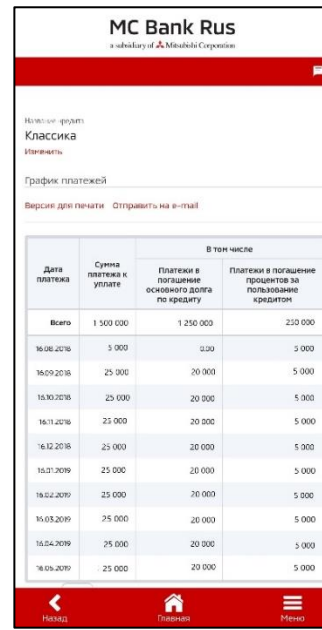 MC Bank Rus
a subsidiary of Mitsubishi Corporation
Название кредита
Классика
Изменить
График платежей
Версия для печати Отправить на e-mail
В том числе
Дата платежа Сумма платежа к уплате Платежи в погашение основного долга по кредиту Платежи в погашение процентов за пользование кредитом
Всего 1 500 000 1 250 000 250 000
16.08.2018 5 000 0.00 5 000
16.09.2018 25 000 20 000 5 000
16.10.2018 25 000 20 000 5 000
16.11.2018 25 000 20 000 5 000
16.12.2018 25 000 20 000 5 000
16.01.2019 25 000 20 000 5 000
16.02.2019 25 000 20 000 5 000
16.03.2019 25 000 20 000 5 000
16.04.2019 25 000 20 000 5 000
16.05.2019 25 000 20 000 5 000
Назад Главная Меню